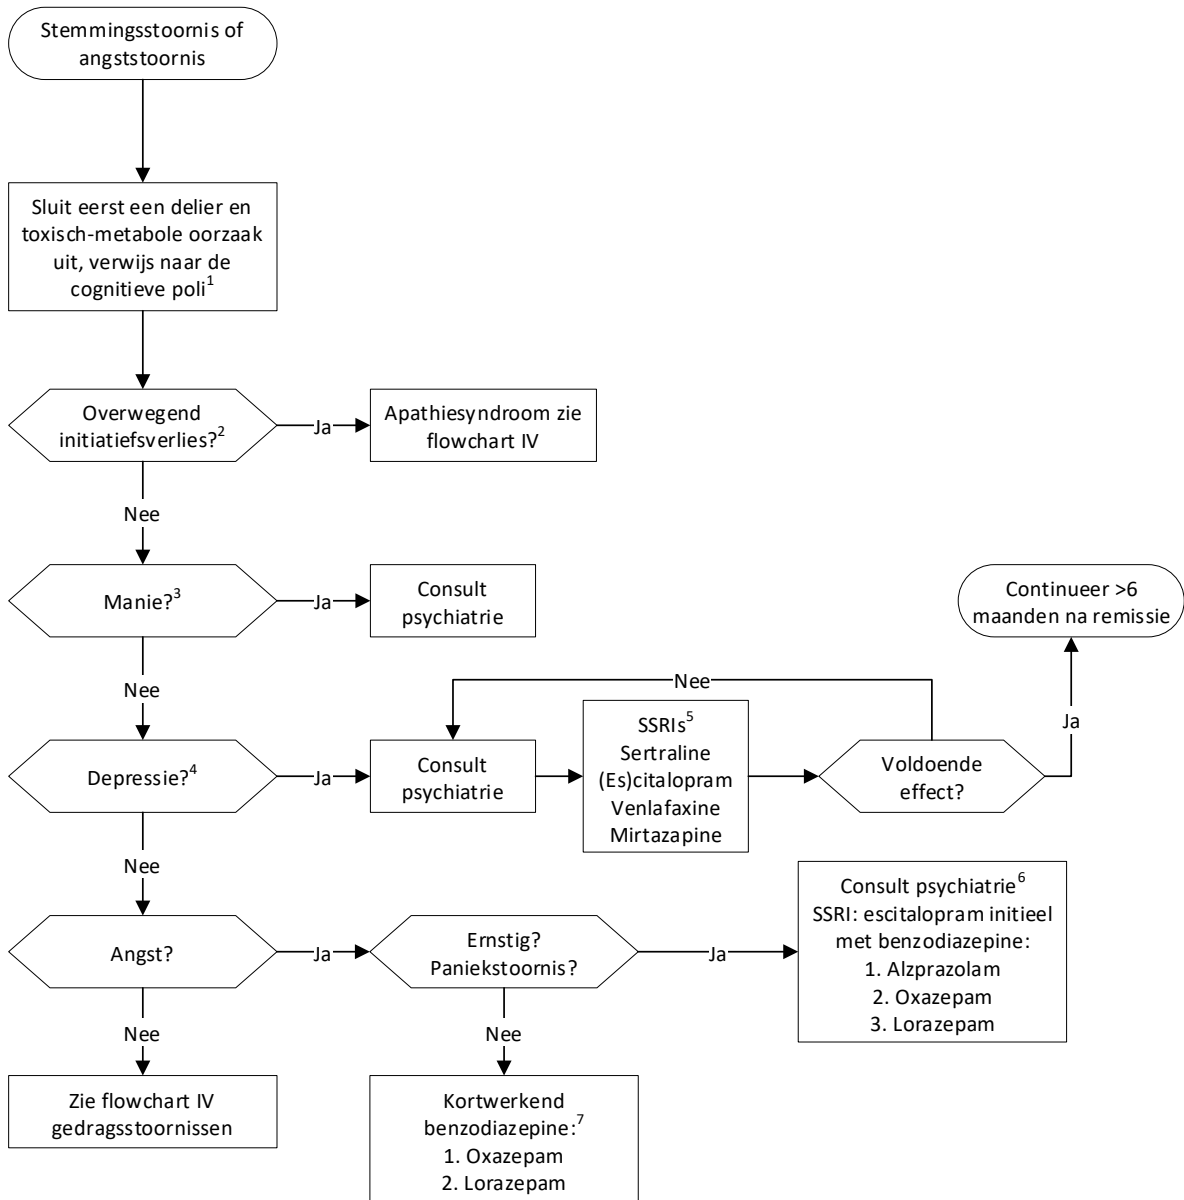 Stemmingsstoornis of
angststoornis
Sluit eerst een delier en
toxisch-metabole oorzaak
uit, verwijs naar de
cognitieve poli1
Overwegend
initiatiefsverlies?2
Ja
Apathiesyndroom zie
flowchart IV
Nee
Manie?3
Ja
Consult
psychiatrie
Continueer >6
maanden na remissie
Nee
Nee
Ja
Depressie?4
Ja
Consult
psychiatrie
SSRIs5
Sertraline
(Es)citalopram
Venlafaxine
Mirtazapine
Voldoende
effect?
Nee
Angst?
Ja
Ernstig?
Paniekstoornis?
Ja
Consult psychiatrie6
SSRI: escitalopram initieel
met benzodiazepine:
1. Alzprazolam
2. Oxazepam
3. Lorazepam
Nee
Nee
Zie flowchart IV
gedragsstoornissen
Kortwerkend
benzodiazepine:7
1. Oxazepam
2. Lorazepam